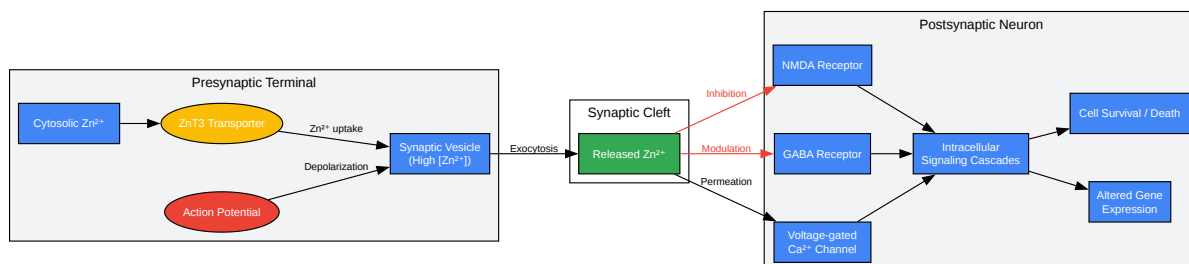 Presynaptic Terminal
Cytosolic Zn²⁺
ZnT3 Transporter
Zn²⁺ uptake
Depolarization
Action Potential
Synaptic Vesicle
(High [Zn²⁺])
Exocytosis
Synaptic Cleft
Released Zn²⁺
Inhibition
Modulation
Permeation
Postsynaptic Neuron
NMDA Receptor
GABA Receptor
Voltage-gated
Ca²⁺ Channel
Intracellular
Signaling Cascades
Cell Survival / Death
Altered Gene
Expression